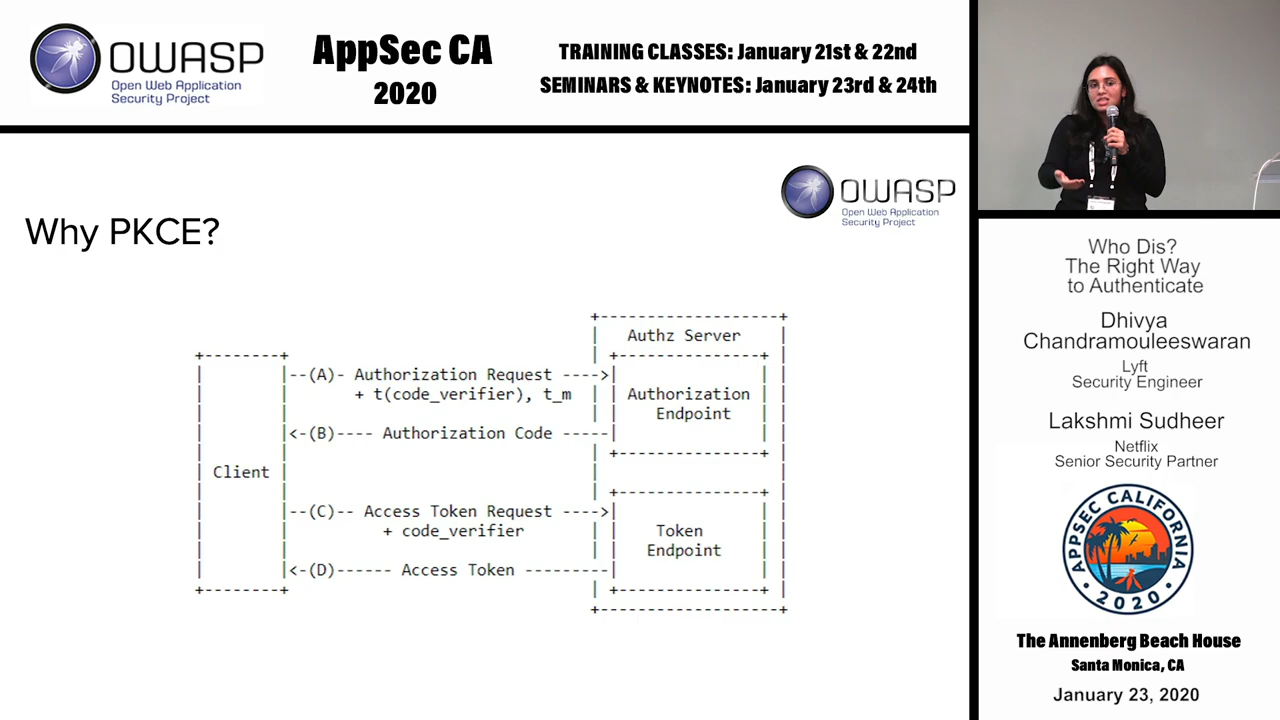 OWASP
Open Web Application
Security Project
AppSec CA
2020
TRAINING CLASSES: January 21st & 22nd
SEMINARS & KEYNOTES: January 23rd & 24th
OWASP
Open Web Application
Security Project
Why PKCE?
+-------------------+
| Authz Server |
+--------+ | +---------------+ |
| |--(A)- Authorization Request ---->| | |
| | + t(code_verifier), t_m | | Authorization | |
| | | | Endpoint | |
| |<-(B)---- Authorization Code -----| | |
| | | +---------------+ |
| Client | | |
| | | +---------------+ |
| |--(C)-- Access Token Request ---->| | |
| | + code_verifier | | Token | |
| | | | Endpoint | |
| |<-(D)------ Access Token ---------| | |
+--------+ | +---------------+ |
+-------------------+
Who Dis?
The Right Way
to Authenticate
Dhivya
Chandramouleeswaran
Lyft
Security Engineer
Lakshmi Sudheer
Netflix
Senior Security Partner
APPSEC CALIFORNIA
• 2020 •
The Annenberg Beach House
Santa Monica, CA
January 23, 2020